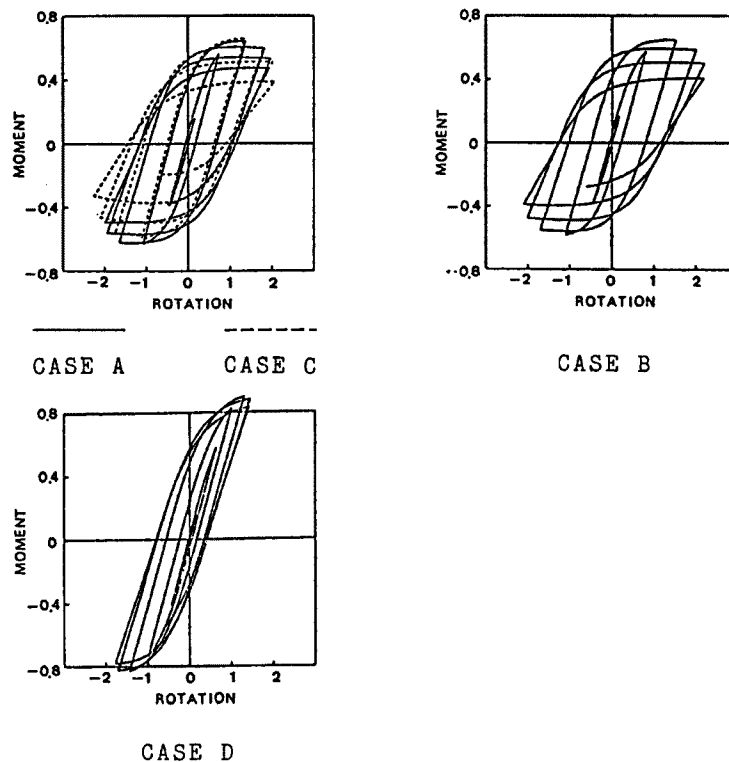 0,8
0,4
0
-0,4
-0,8
MOMENT
-2 -1 0 1 2
ROTATION
CASE A CASE C
0,8
0,4
0
-0,4
-0,8
MOMENT
-2 -1 0 1 2
ROTATION
CASE B
0,8
0,4
0
-0,4
-0,8
MOMENT
-2 -1 0 1 2
ROTATION
CASE D